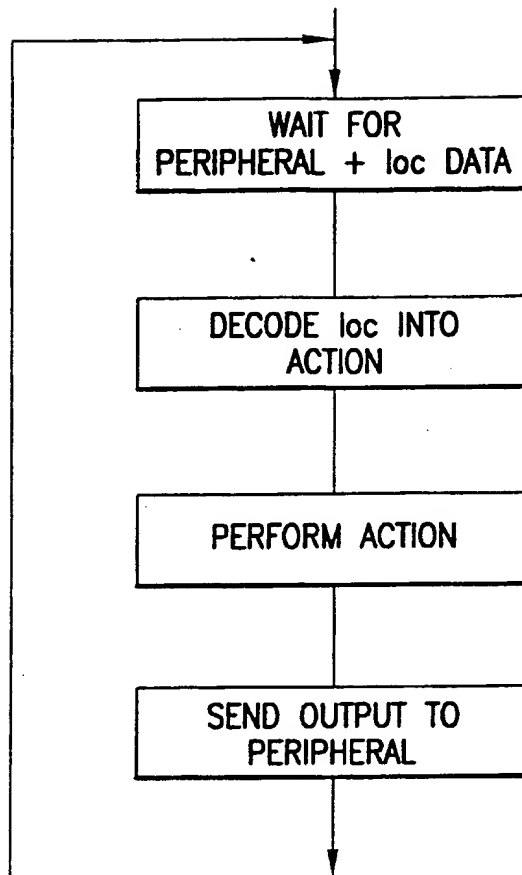 WAIT FOR
PERIPHERAL + loc DATA
DECODE loc INTO
ACTION
PERFORM ACTION
SEND OUTPUT TO
PERIPHERAL